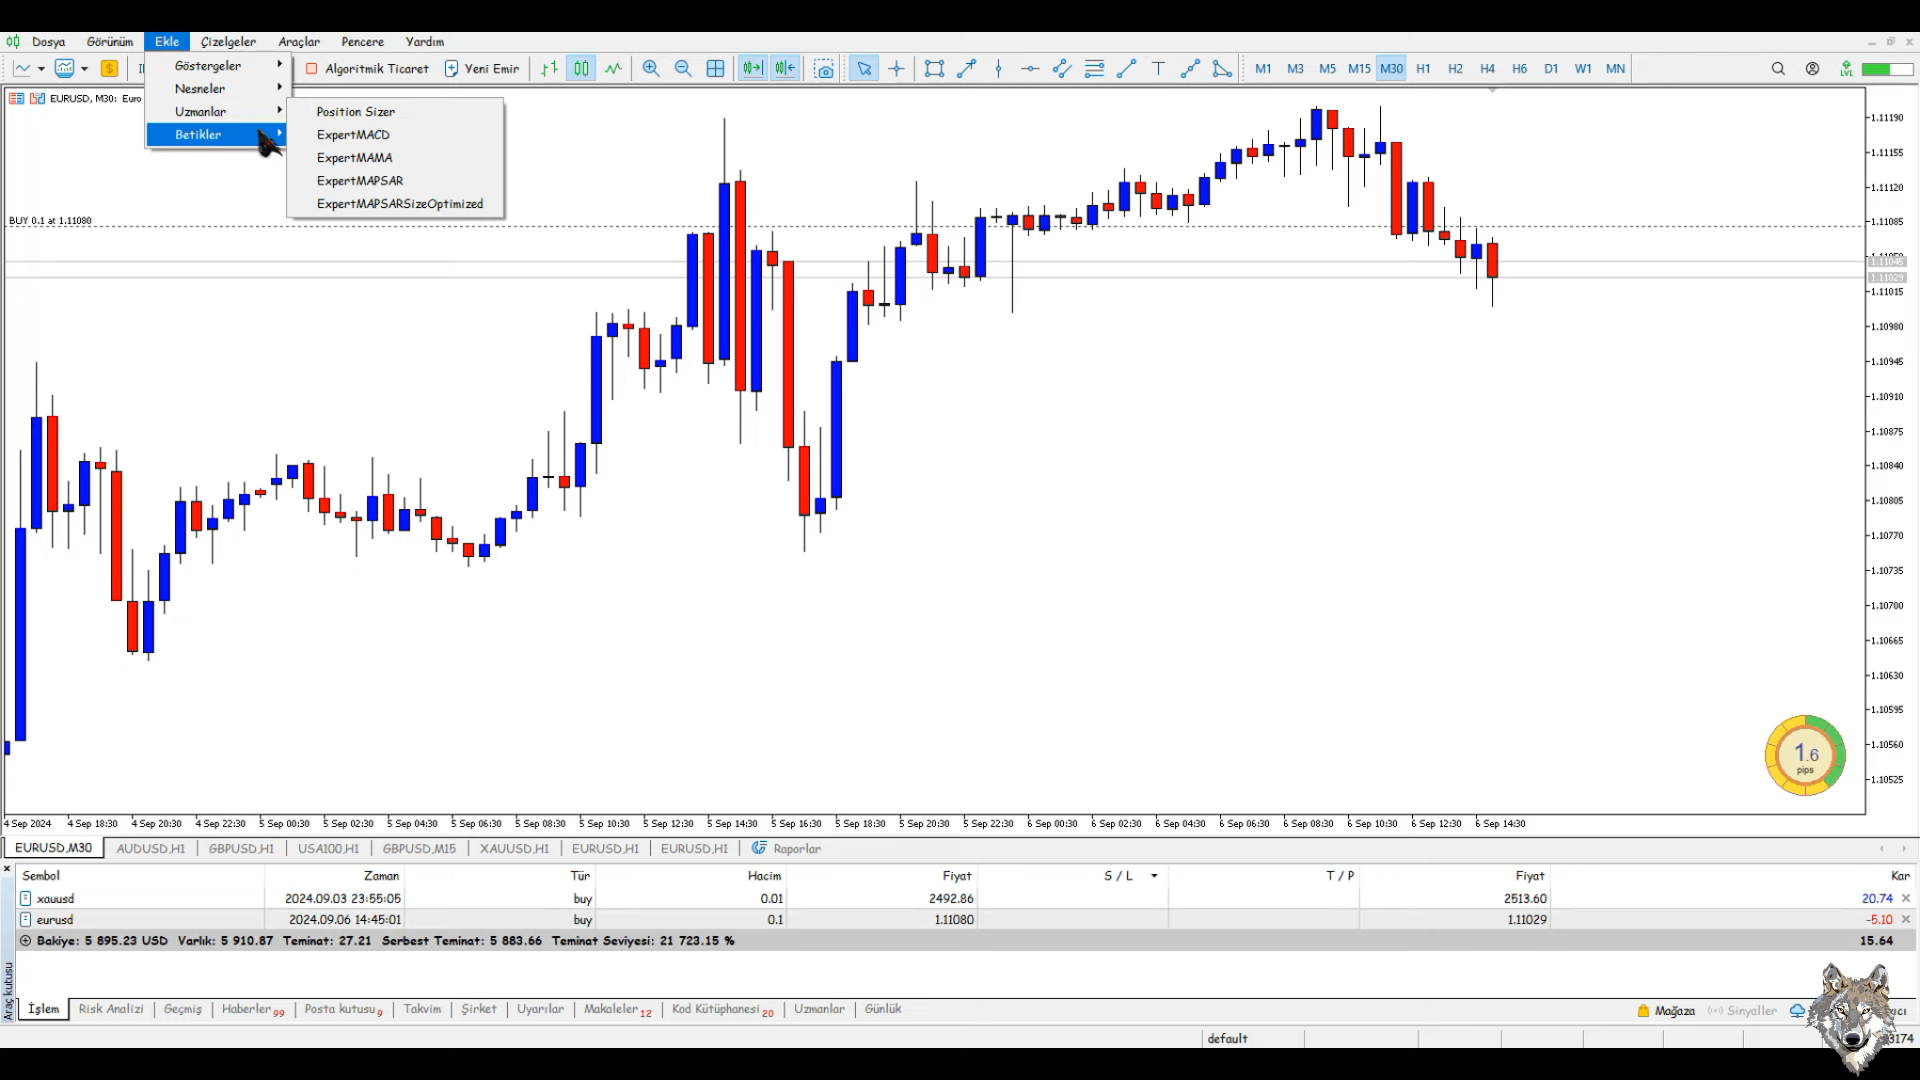 Dosya Görünüm Ekle Çizelgeler Araçlar Pencere Yardım
Göstergeler
Nesneler
Uzmanlar
Betikler
Algoritmik Ticaret Yeni Emir T M1 M3 M5 M15 M30 H1 H2 H4 H6 D1 W1 MN LVL
EURUSD, M30: Euro
Position Sizer
ExpertMACD
ExpertMAMA
ExpertMAPSAR
ExpertMAPSARSizeOptimized
BUY 0.1 at 1.11080
1.11190
1.11155
1.11120
1.11085
1.11046
1.11029
1.11015
1.10980
1.10945
1.10910
1.10875
1.10840
1.10805
1.10770
1.10735
1.10700
1.10665
1.10630
1.10595
1.10560
1.10525
1.6
pips
4 Sep 2024 4 Sep 18:30 4 Sep 20:30 4 Sep 22:30 5 Sep 00:30 5 Sep 02:30 5 Sep 04:30 5 Sep 06:30 5 Sep 08:30 5 Sep 10:30 5 Sep 12:30 5 Sep 14:30 5 Sep 16:30 5 Sep 18:30 5 Sep 20:30 5 Sep 22:30 6 Sep 00:30 6 Sep 02:30 6 Sep 04:30 6 Sep 06:30 6 Sep 08:30 6 Sep 10:30 6 Sep 12:30 6 Sep 14:30
EURUSD,M30 AUDUSD,H1 GBPUSD,H1 USA100,H1 GBPUSD,M15 XAUUSD,H1 EURUSD,H1 EURUSD,H1 Raporlar
Sembol Zaman Tür Hacim Fiyat S / L T / P Fiyat Kar
xauusd 2024.09.03 23:55:05 buy 0.01 2492.86 2513.60 20.74
eurusd 2024.09.06 14:45:01 buy 0.1 1.11080 1.11029 -5.10
Bakiye: 5 895.23 USD Varlık: 5 910.87 Teminat: 27.21 Serbest Teminat: 5 883.66 Teminat Seviyesi: 21 723.15 % 15.64
Araç kutusu
İşlem Risk Analizi Geçmiş Haberler 99 Posta kutusu 9 Takvim Şirket Uyarılar Makaleler 12 Kod Kütüphanesi 20 Uzmanlar Günlük Mağaza Sinyaller
default